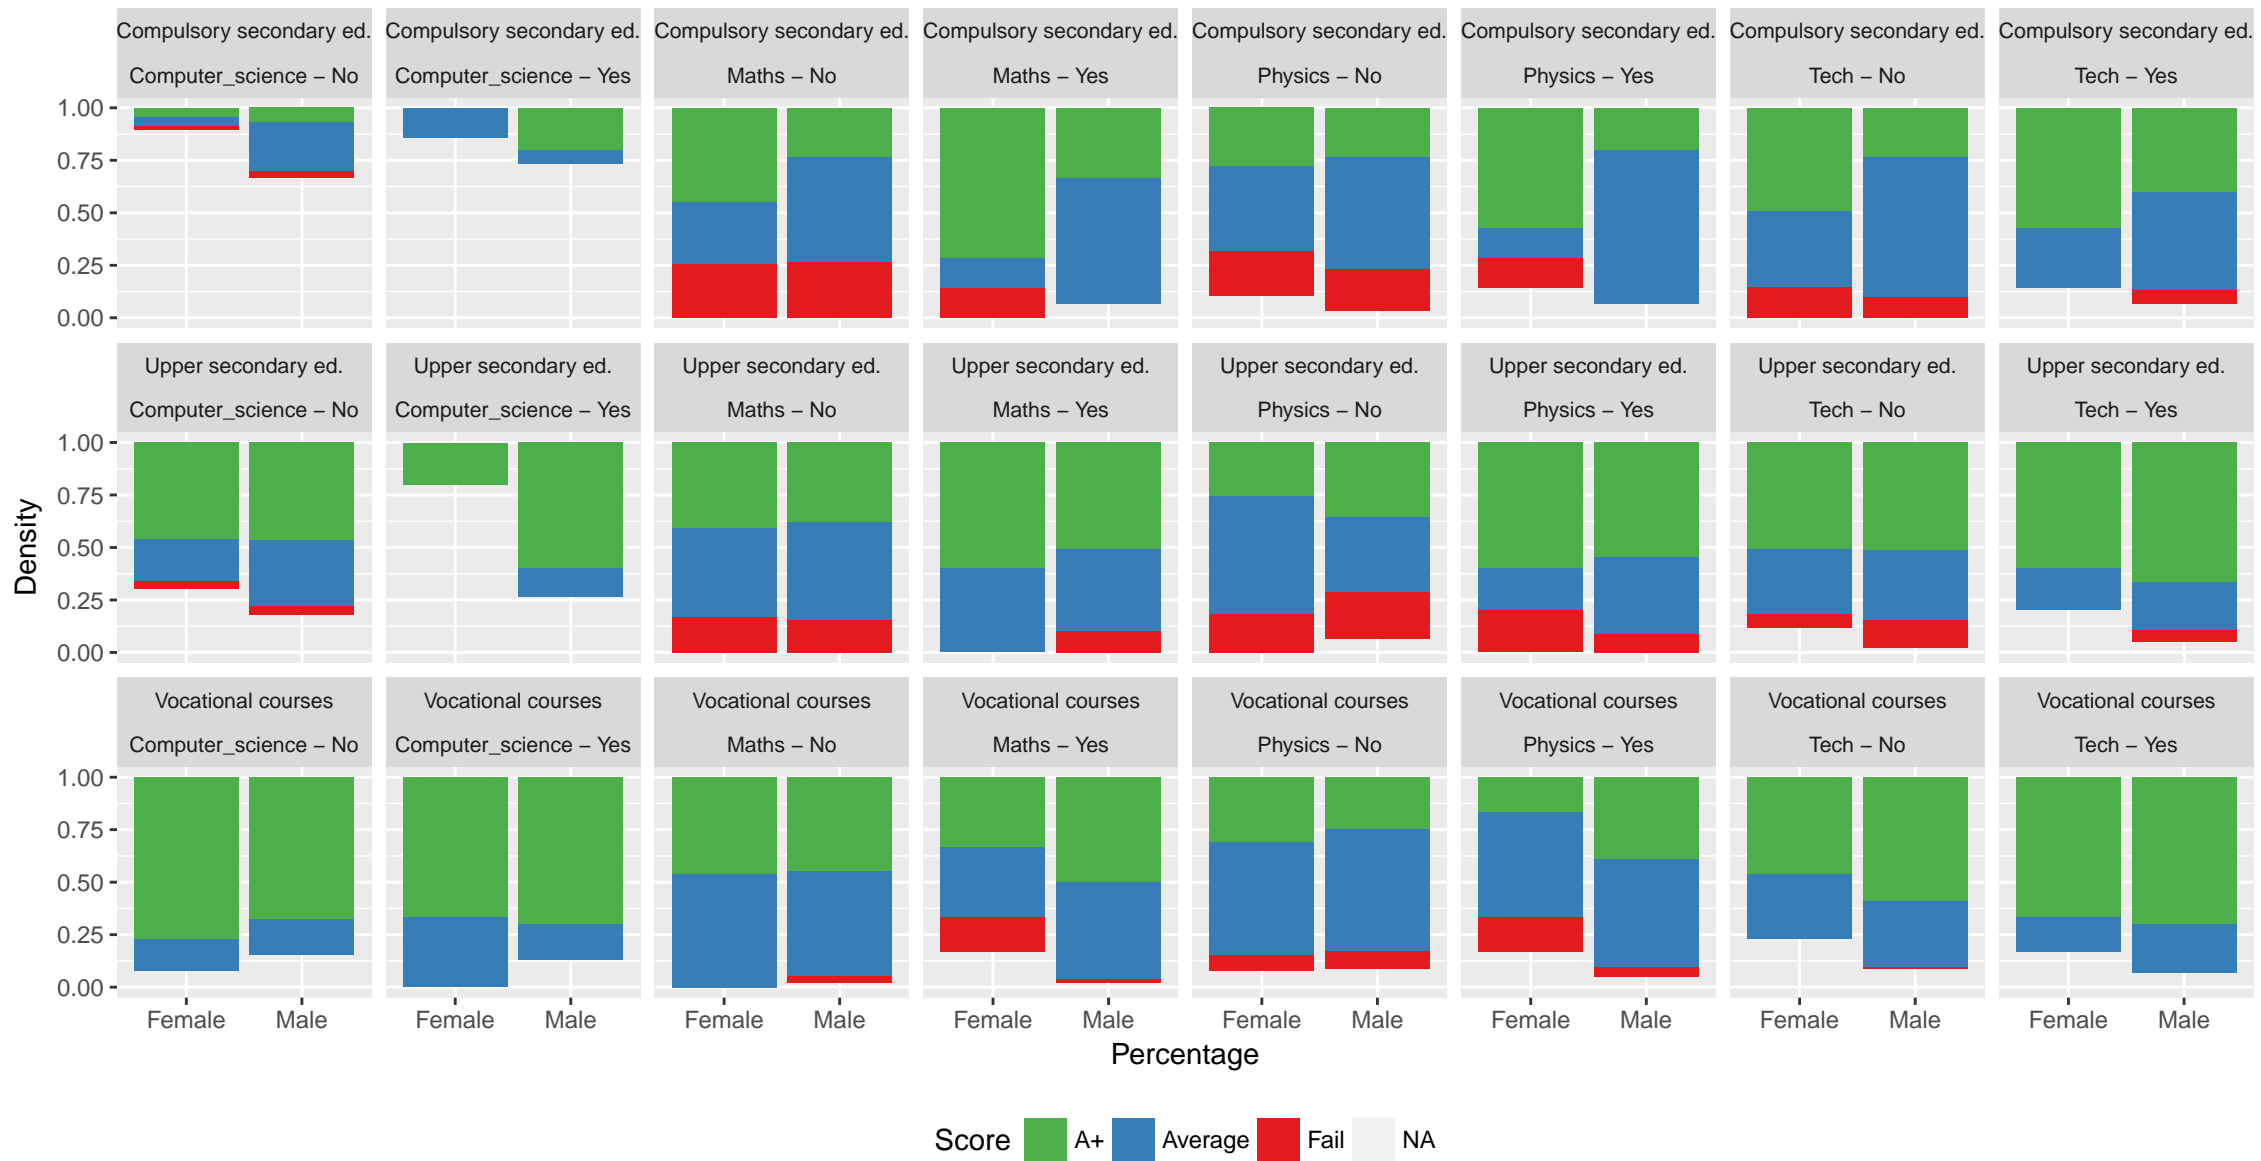 Compulsory secondary ed. Compulsory secondary ed. Compulsory secondary ed. Compulsory secondary ed. Compulsory secondary ed. Compulsory secondary ed. Compulsory secondary ed. Compulsory secondary ed.
Computer_science – No Computer_science – Yes Maths – No Maths – Yes Physics – No Physics – Yes Tech – No Tech – Yes
1.00
0.75
0.50
0.25
0.00
Upper secondary ed. Upper secondary ed. Upper secondary ed. Upper secondary ed. Upper secondary ed. Upper secondary ed. Upper secondary ed. Upper secondary ed.
Computer_science – No Computer_science – Yes Maths – No Maths – Yes Physics – No Physics – Yes Tech – No Tech – Yes
1.00
0.75
0.50
0.25
0.00
Density
Vocational courses Vocational courses Vocational courses Vocational courses Vocational courses Vocational courses Vocational courses Vocational courses
Computer_science – No Computer_science – Yes Maths – No Maths – Yes Physics – No Physics – Yes Tech – No Tech – Yes
1.00
0.75
0.50
0.25
0.00
Female Male Female Male Female Male Female Male Female Male Female Male Female Male Female Male
Percentage
Score A+ Average Fail NA